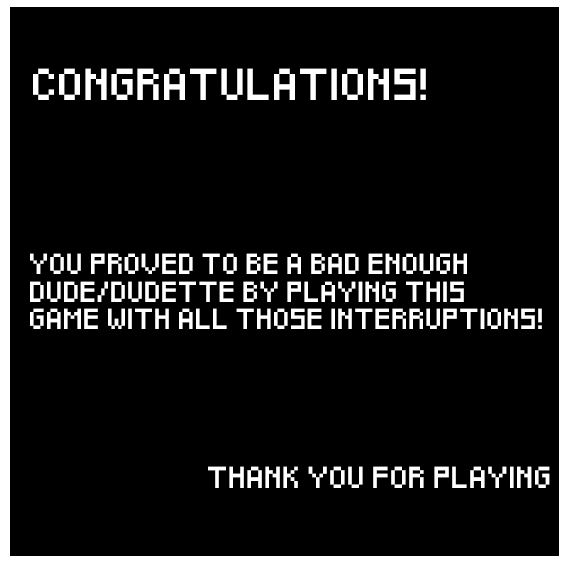 CONGRATULATIONS!
YOU PROVED TO BE A BAD ENOUGH
DUDE/DUDETTE BY PLAYING THIS
GAME WITH ALL THOSE INTERRUPTIONS!
THANK YOU FOR PLAYING